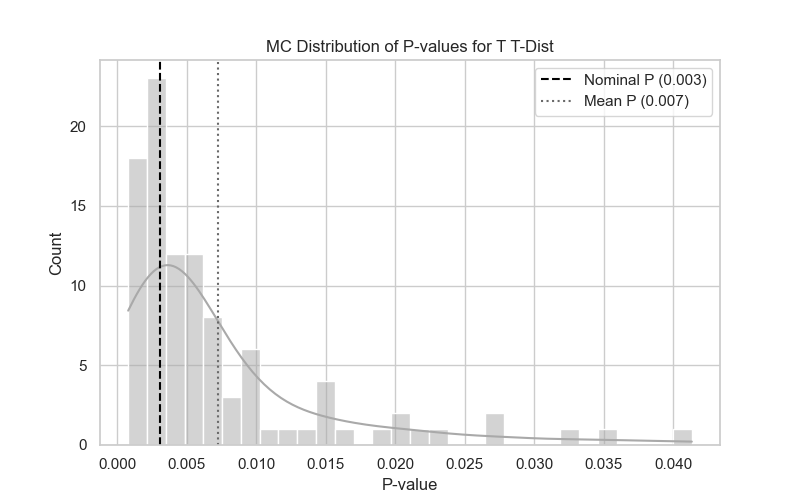 MC Distribution of P-values for T T-Dist
Nominal P (0.003)
Mean P (0.007)
Count
20
15
10
5
0
0.000 0.005 0.010 0.015 0.020 0.025 0.030 0.035 0.040
P-value